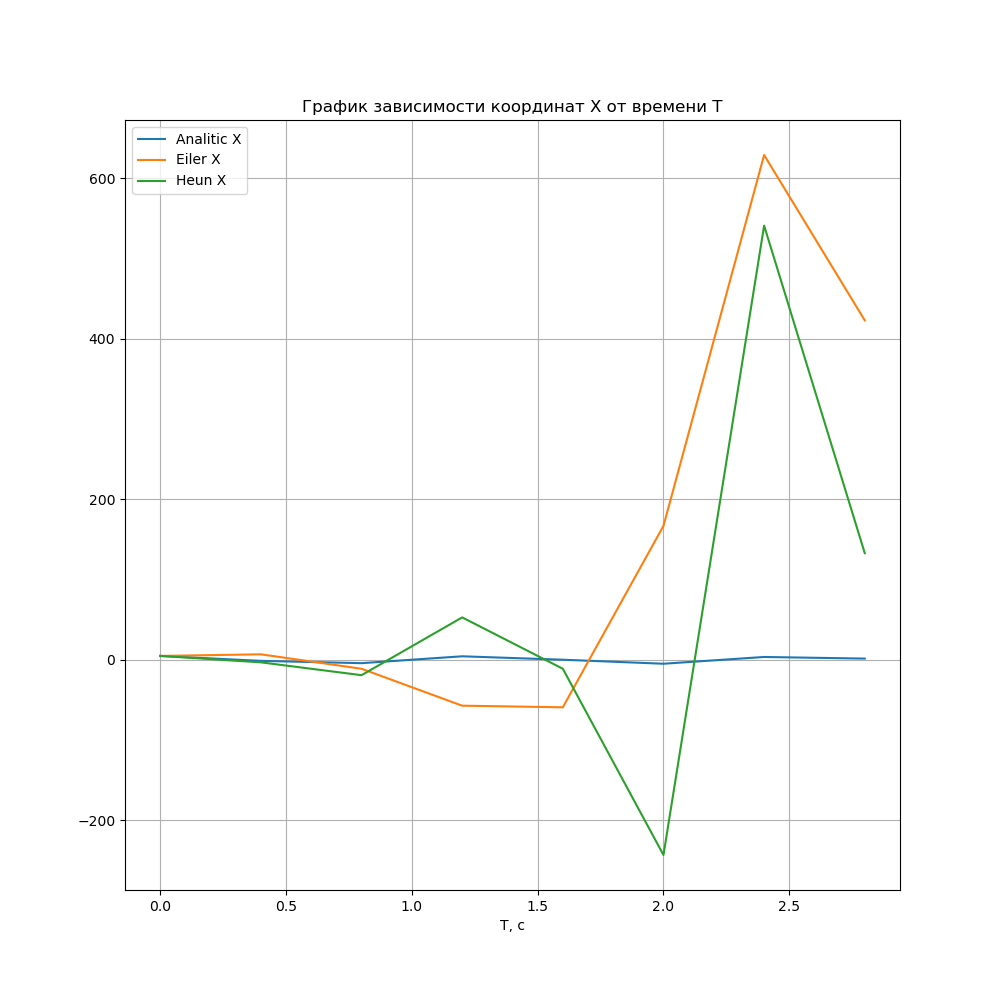 График зависимости координат X от времени T
Analitic X
Eiler X
Heun X
600
400
200
0
−200
0.0 0.5 1.0 1.5 2.0 2.5
T, с